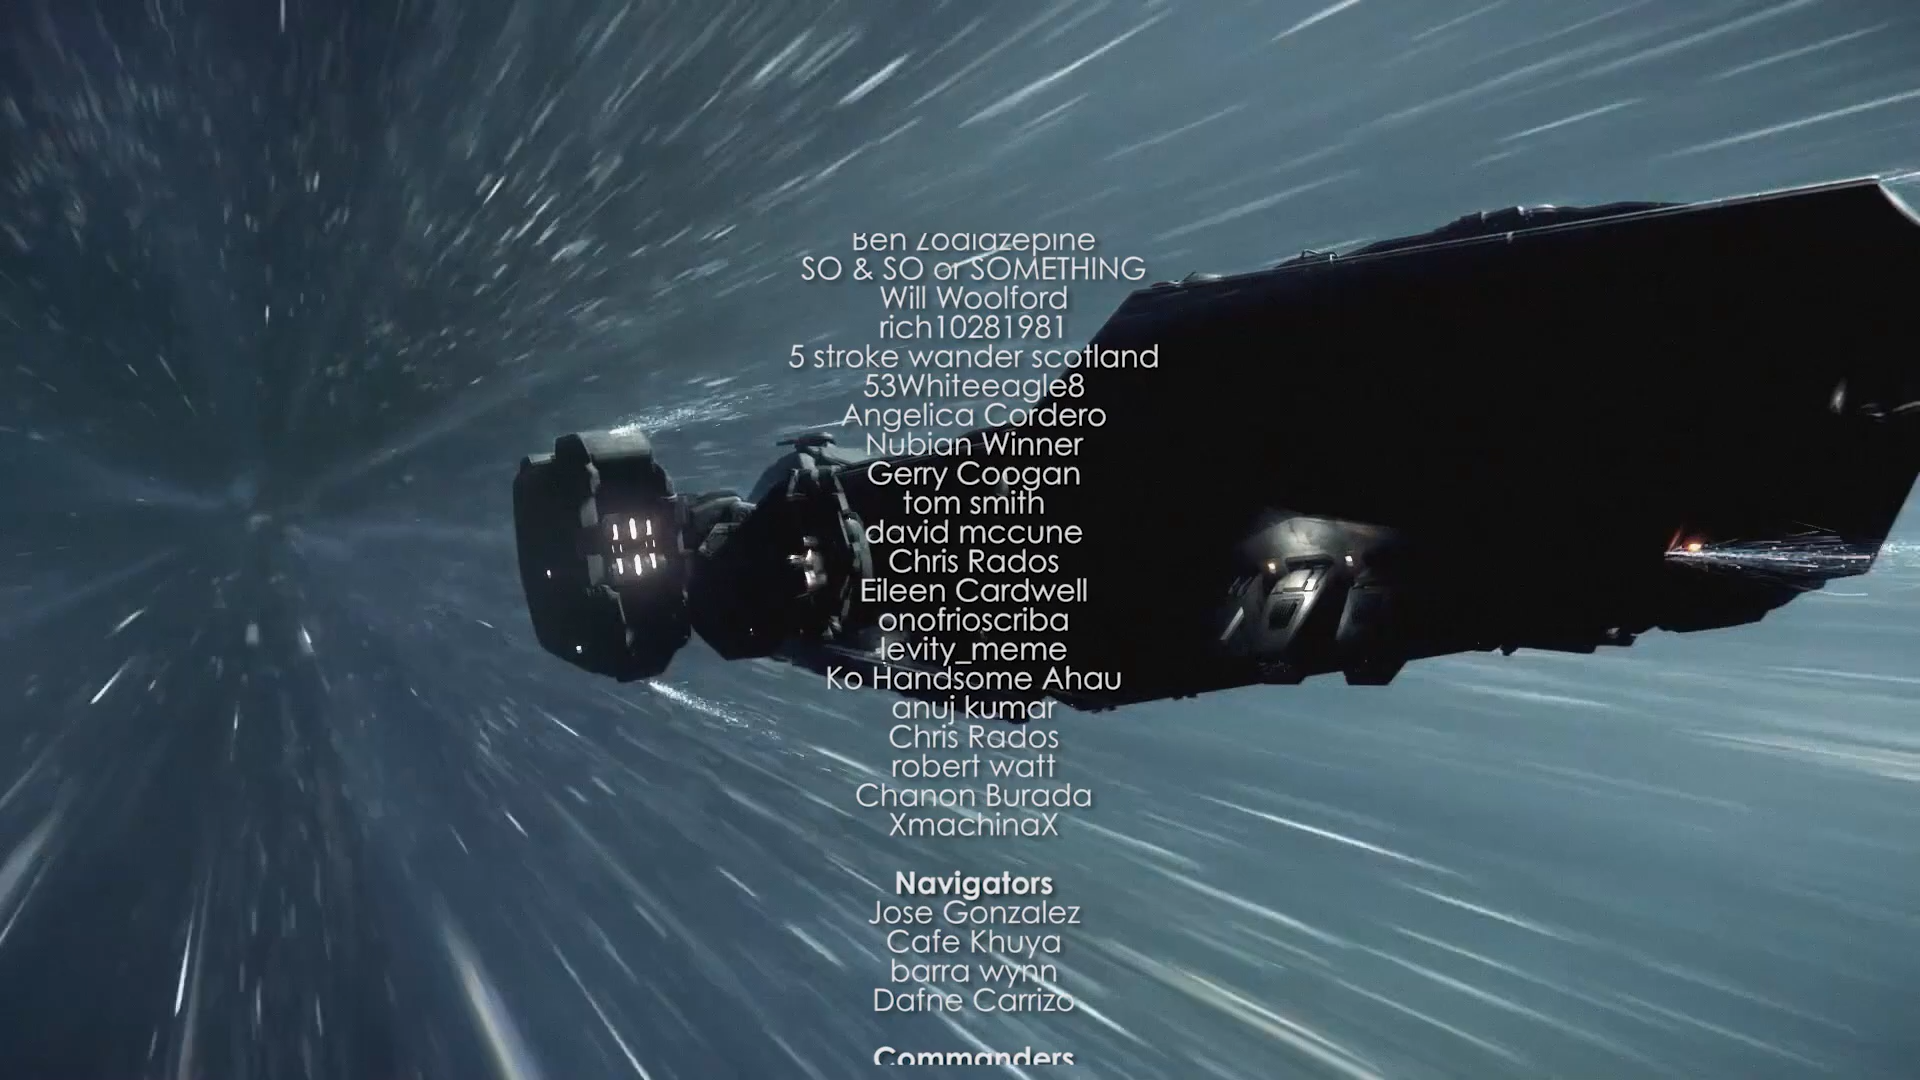 Ben Zodiazepine
SO & SO or SOMETHING
Will Woolford
rich10281981
5 stroke wander scotland
53Whiteeagle8
Angelica Cordero
Nubian Winner
Gerry Coogan
tom smith
david mccune
Chris Rados
Eileen Cardwell
onofrioscriba
levity_meme
Ko Handsome Ahau
anuj kumar
Chris Rados
robert watt
Chanon Burada
XmachinaX
Navigators
Jose Gonzalez
Cafe Khuya
barra wynn
Dafne Carrizo
Commanders